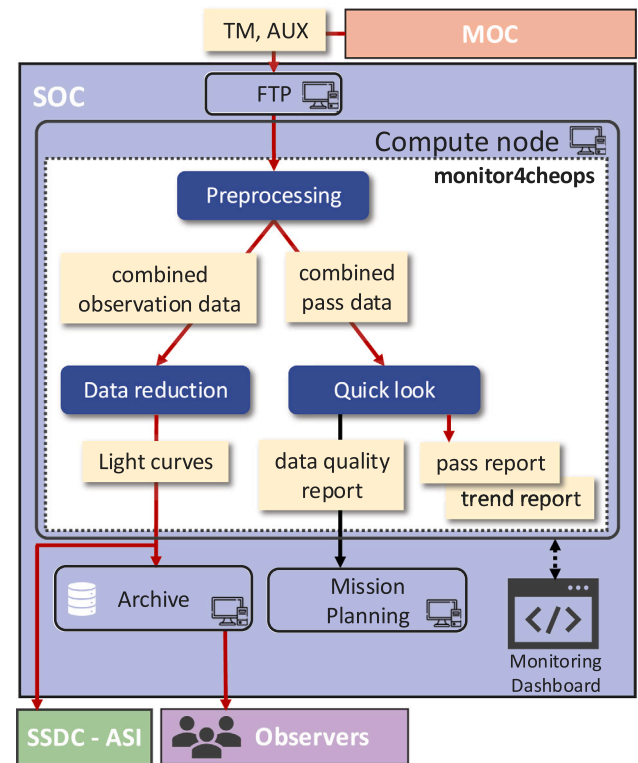 TM, AUX
MOC
SOC
FTP
Compute node
monitor4cheops
Preprocessing
combined
observation data
combined
pass data
Data reduction
Quick look
Light curves
data quality
report
pass report
trend report
Archive
Mission
Planning
</>
Monitoring
Dashboard
SSDC - ASI
Observers